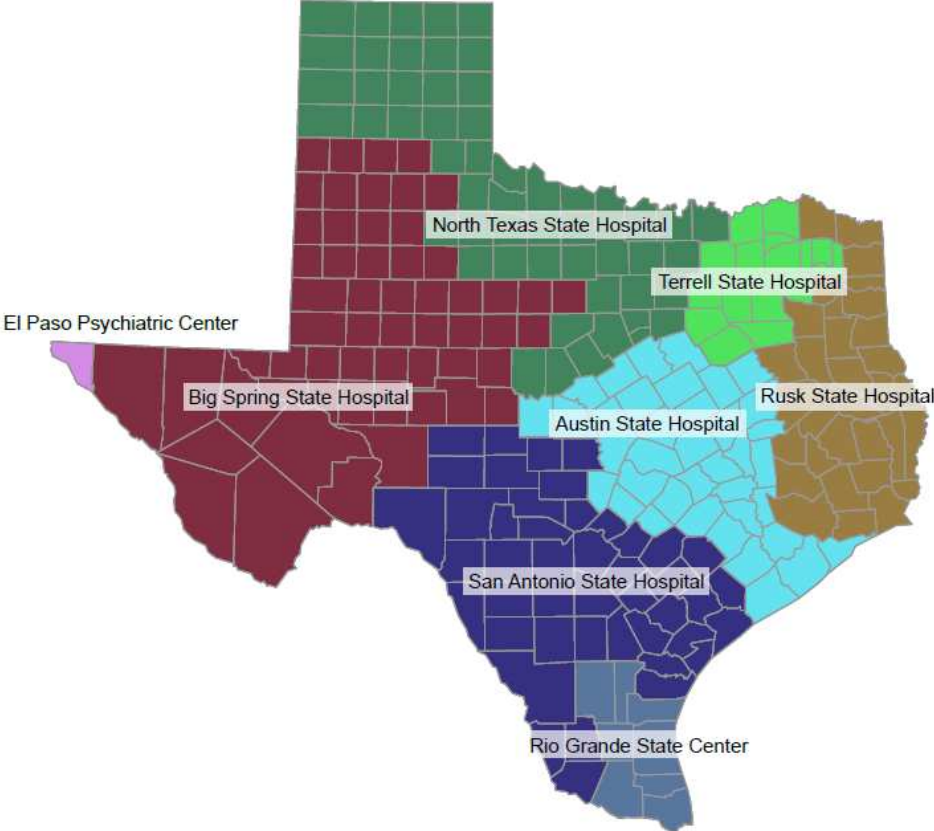 North Texas State Hospital
Terrell State Hospital
El Paso Psychiatric Center
Big Spring State Hospital
Rusk State Hospital
Austin State Hospital
San Antonio State Hospital
Rio Grande State Center